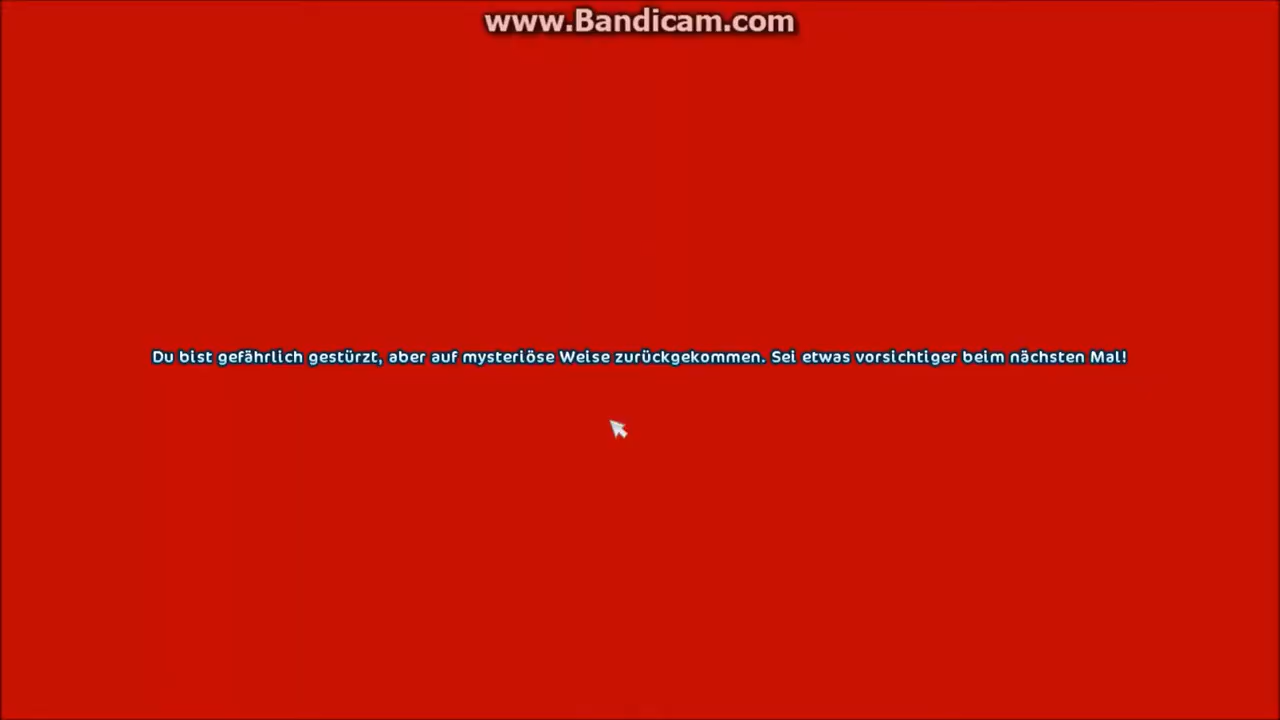 www.Bandicam.com
Du bist gefährlich gestürzt, aber auf mysteriöse Weise zurückgekommen. Sei etwas vorsichtiger beim nächsten Mal!